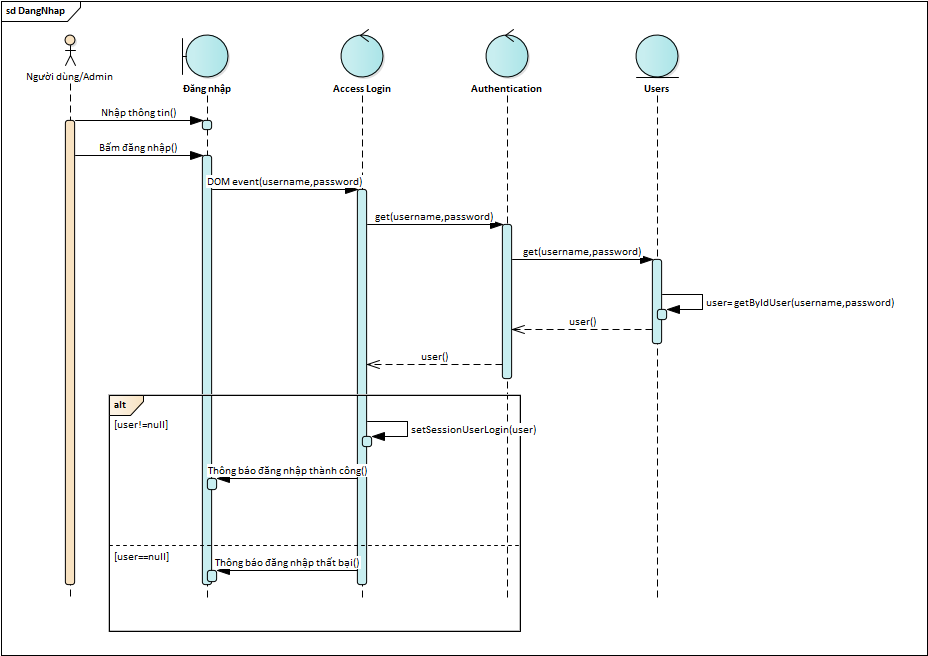 sd DangNhap
Người dùng/Admin
Đăng nhập
Access Login
Authentication
Users
Nhập thông tin()
Bấm đăng nhập()
DOM event(username,password)
get(username,password)
get(username,password)
user= getByIdUser(username,password)
user()
user()
alt
[user!=null]
setSessionUserLogin(user)
Thông báo đăng nhập thành công()
[user==null]
Thông báo đăng nhập thất bại()